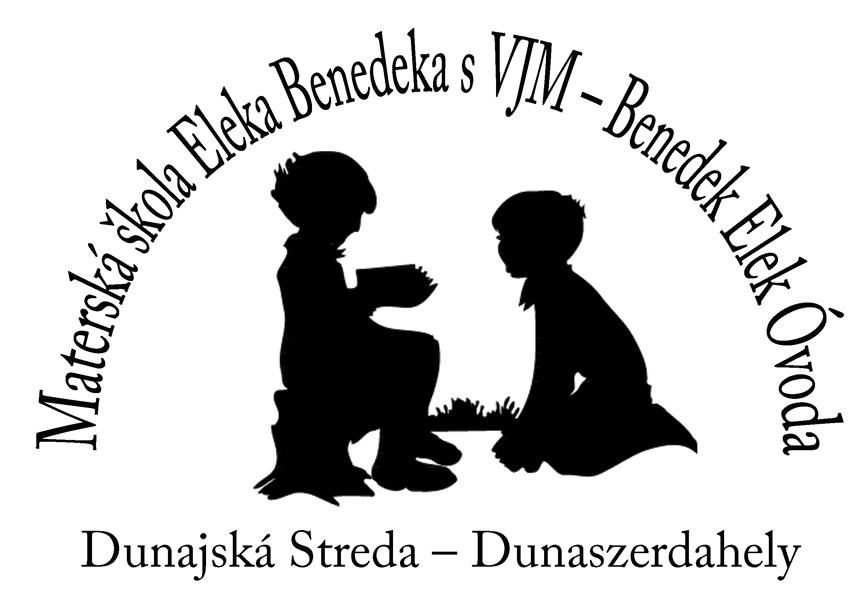 Materská škola Eleka Benedeka s VJM – Benedek Elek Óvoda
Dunajská Streda – Dunaszerdahely